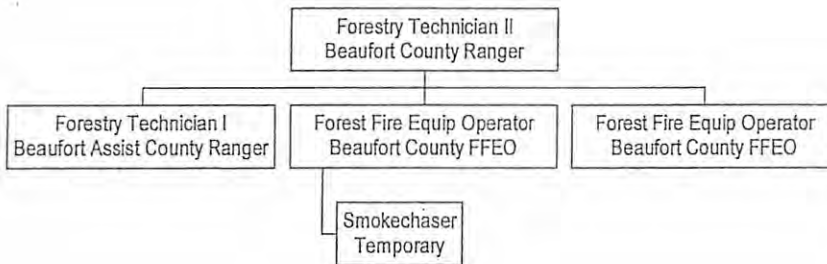 Forestry Technician II
Beaufort County Ranger
Forestry Technician I
Beaufort Assist County Ranger
Forest Fire Equip Operator
Beaufort County FFEO
Forest Fire Equip Operator
Beaufort County FFEO
Smokechaser
Temporary